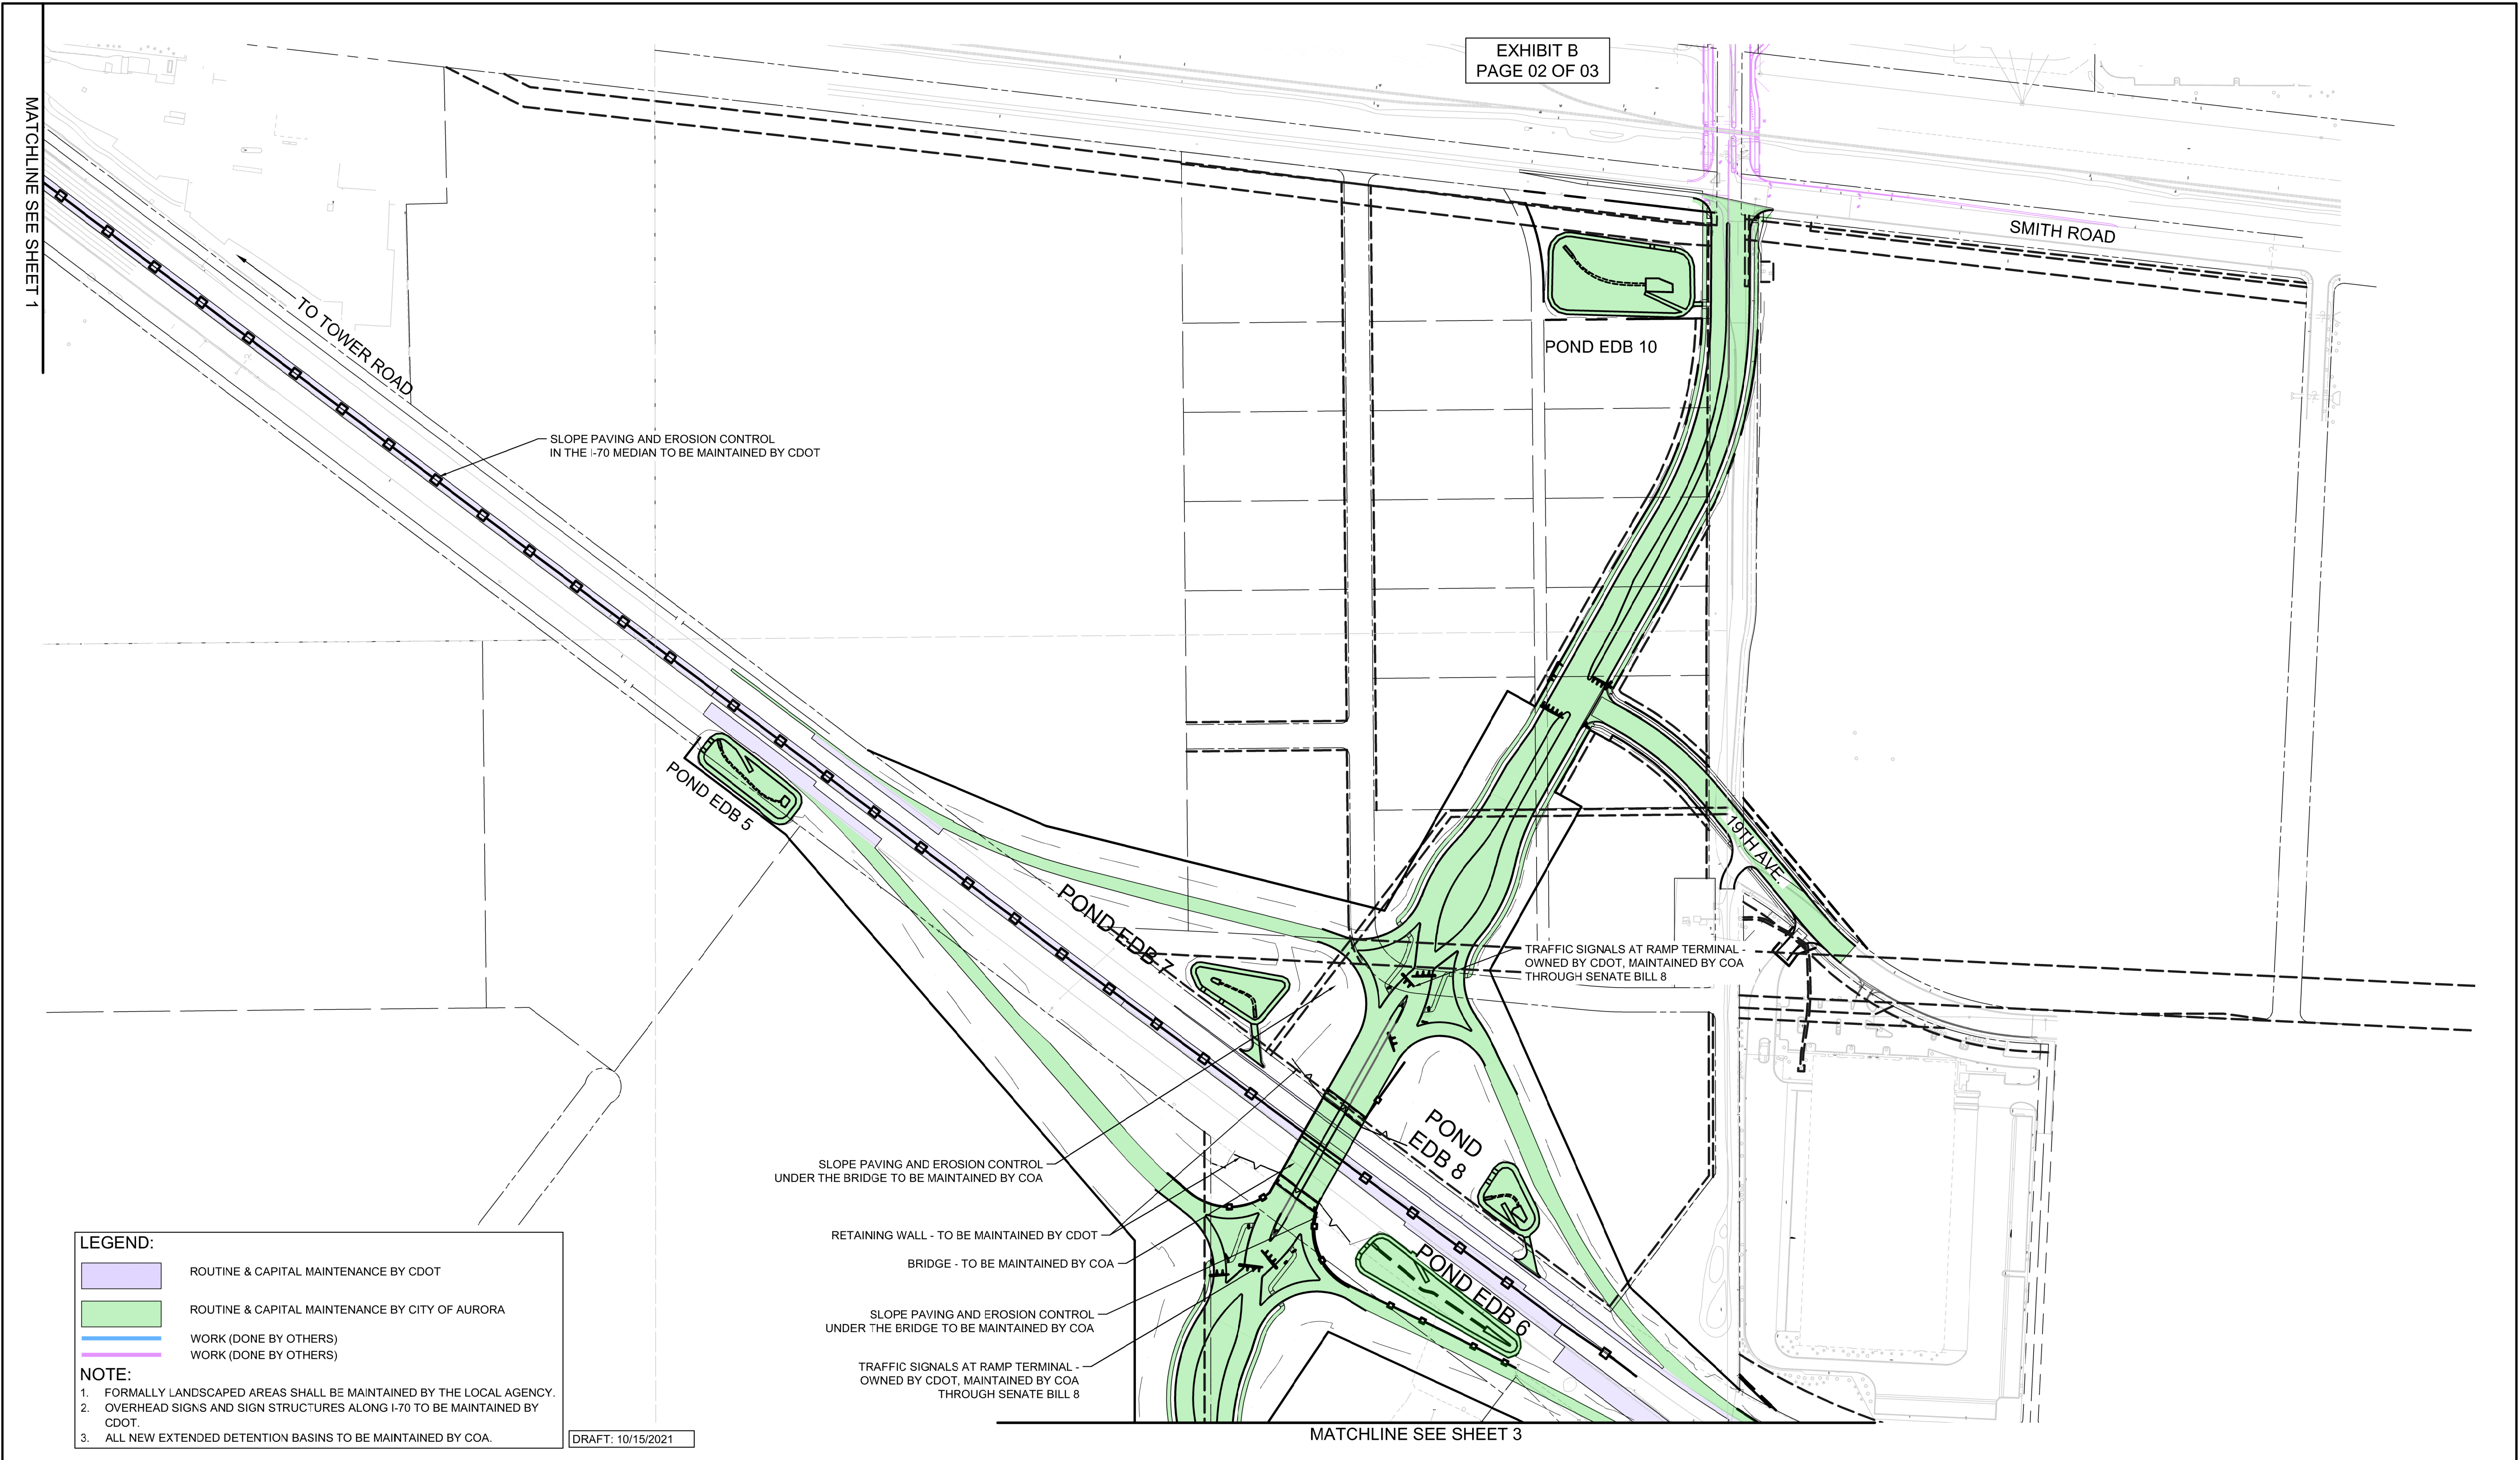 EXHIBIT B
PAGE 02 OF 03
MATCHLINE SEE SHEET 1
SMITH ROAD
TO TOWER ROAD
POND EDB 10
SLOPE PAVING AND EROSION CONTROL
IN THE I-70 MEDIAN TO BE MAINTAINED BY CDOT
POND EDB 5
19TH AVE.
POND EDB 7
TRAFFIC SIGNALS AT RAMP TERMINAL -
OWNED BY CDOT, MAINTAINED BY COA
THROUGH SENATE BILL 8
POND
EDB 8
SLOPE PAVING AND EROSION CONTROL
UNDER THE BRIDGE TO BE MAINTAINED BY COA
RETAINING WALL - TO BE MAINTAINED BY CDOT
BRIDGE - TO BE MAINTAINED BY COA
POND EDB 6
SLOPE PAVING AND EROSION CONTROL
UNDER THE BRIDGE TO BE MAINTAINED BY COA
TRAFFIC SIGNALS AT RAMP TERMINAL -
OWNED BY CDOT, MAINTAINED BY COA
THROUGH SENATE BILL 8
LEGEND:
ROUTINE & CAPITAL MAINTENANCE BY CDOT
ROUTINE & CAPITAL MAINTENANCE BY CITY OF AURORA
WORK (DONE BY OTHERS)
WORK (DONE BY OTHERS)
NOTE:
1. FORMALLY LANDSCAPED AREAS SHALL BE MAINTAINED BY THE LOCAL AGENCY.
2. OVERHEAD SIGNS AND SIGN STRUCTURES ALONG I-70 TO BE MAINTAINED BY
CDOT.
3. ALL NEW EXTENDED DETENTION BASINS TO BE MAINTAINED BY COA.
DRAFT: 10/15/2021
MATCHLINE SEE SHEET 3